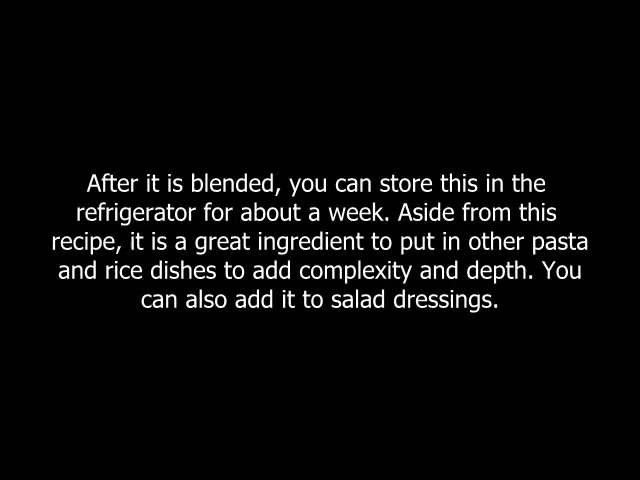 After it is blended, you can store this in the
refrigerator for about a week. Aside from this
recipe, it is a great ingredient to put in other pasta
and rice dishes to add complexity and depth. You
can also add it to salad dressings.